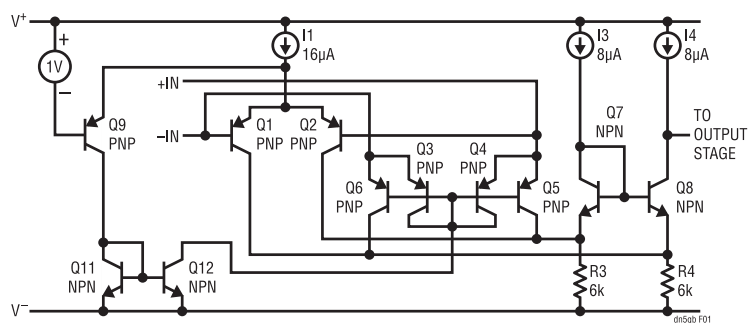 V+
+
1V
–
I1
16µA
I3
8µA
I4
8µA
+IN
–IN
Q9
PNP
Q1
PNP
Q2
PNP
Q3
PNP
Q4
PNP
Q6
PNP
Q5
PNP
Q7
NPN
Q8
NPN
TO
OUTPUT
STAGE
Q11
NPN
Q12
NPN
R3
6k
R4
6k
V–
dn5gb F01